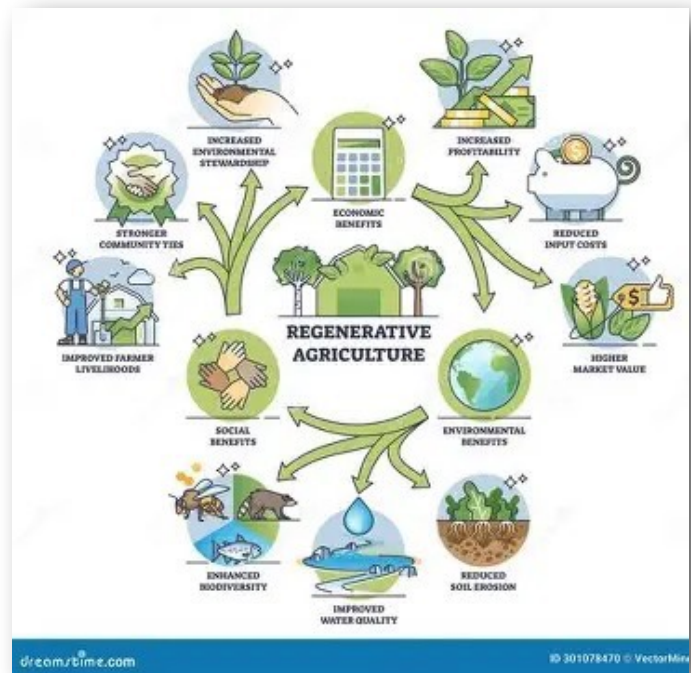 INCREASED
ENVIRONMENTAL
STEWARDSHIP
INCREASED
PROFITABILITY
STRONGER
COMMUNITY TIES
ECONOMIC
BENEFITS
REDUCED
INPUT COSTS
IMPROVED FARMER
LIVELIHOODS
REGENERATIVE
AGRICULTURE
$
HIGHER
MARKET VALUE
SOCIAL
BENEFITS
ENVIRONMENTAL
BENEFITS
ENHANCED
BIODIVERSITY
IMPROVED
WATER QUALITY
REDUCED
SOIL EROSION
dreamstime.com
ID 301078470 © VectorMine